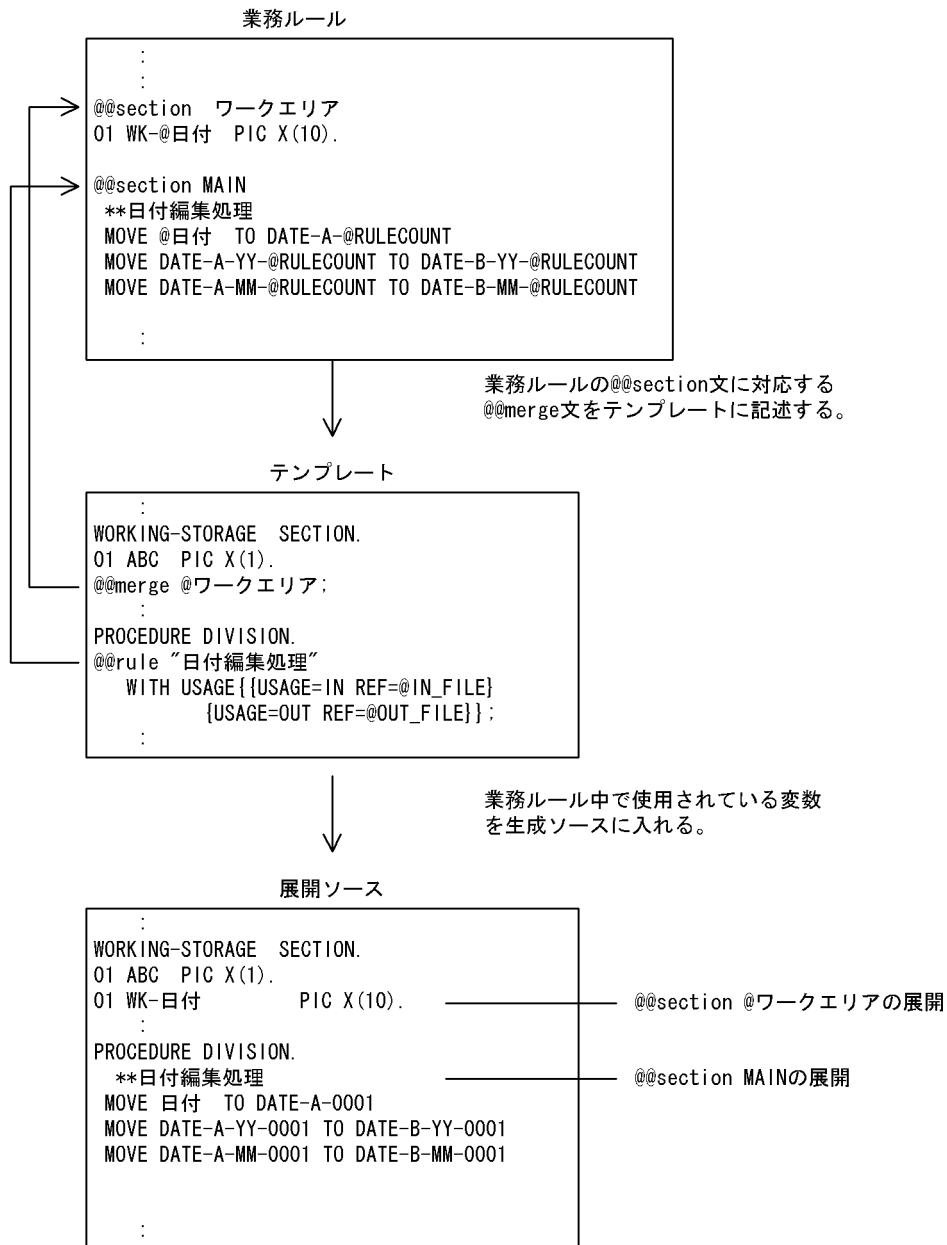 業務ルール
:
:
@@section　ワークエリア
01 WK-@日付　PIC X(10).
@@section MAIN
**日付編集処理
MOVE @日付　TO DATE-A-@RULECOUNT
MOVE DATE-A-YY-@RULECOUNT TO DATE-B-YY-@RULECOUNT
MOVE DATE-A-MM-@RULECOUNT TO DATE-B-MM-@RULECOUNT
:
業務ルールの@@section文に対応する
@@merge文をテンプレートに記述する。
テンプレート
:
WORKING-STORAGE　SECTION.
01 ABC　PIC X(1).
@@merge @ワークエリア;
:
PROCEDURE DIVISION.
@@rule ″日付編集処理″
WITH USAGE{{USAGE=IN REF=@IN_FILE}
{USAGE=OUT REF=@OUT_FILE}};
:
業務ルール中で使用されている変数
を生成ソースに入れる。
展開ソース
:
WORKING-STORAGE　SECTION.
01 ABC　PIC X(1).
01 WK-日付　　　　PIC X(10).　@@section @ワークエリアの展開
:
PROCEDURE DIVISION.
**日付編集処理　@@section MAINの展開
MOVE 日付　TO DATE-A-0001
MOVE DATE-A-YY-0001 TO DATE-B-YY-0001
MOVE DATE-A-MM-0001 TO DATE-B-MM-0001
: